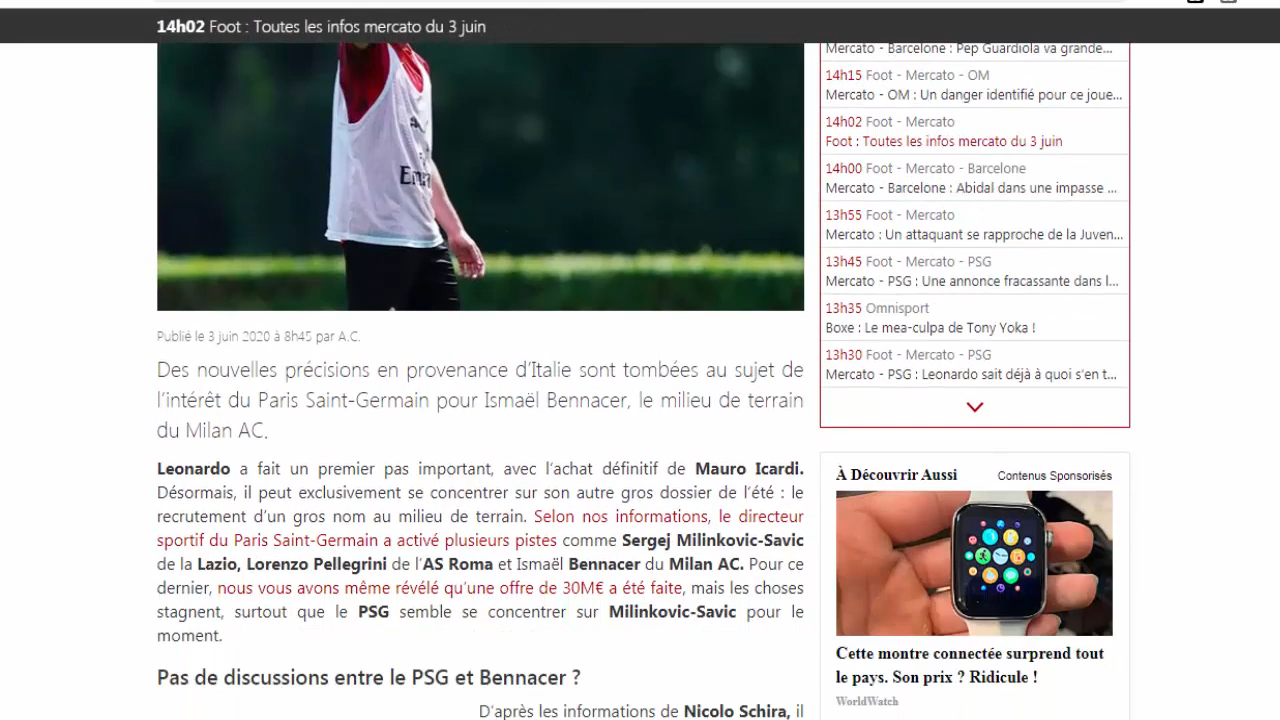 14h02 Foot : Toutes les infos mercato du 3 juin
Publié le 3 juin 2020 à 8h45 par A.C.
Des nouvelles précisions en provenance d'Italie sont tombées au sujet de
l'intérêt du Paris Saint-Germain pour Ismaël Bennacer, le milieu de terrain
du Milan AC.
Leonardo a fait un premier pas important, avec l'achat définitif de Mauro Icardi.
Désormais, il peut exclusivement se concentrer sur son autre gros dossier de l'été : le
recrutement d'un gros nom au milieu de terrain. Selon nos informations, le directeur
sportif du Paris Saint-Germain a activé plusieurs pistes comme Sergej Milinkovic-Savic
de la Lazio, Lorenzo Pellegrini de l'AS Roma et Ismaël Bennacer du Milan AC. Pour ce
dernier, nous vous avons même révélé qu'une offre de 30M€ a été faite, mais les choses
stagnent, surtout que le PSG semble se concentrer sur Milinkovic-Savic pour le
moment.
Pas de discussions entre le PSG et Bennacer ?
D'après les informations de Nicolo Schira, il
Mercato - Barcelone : Pep Guardiola va grande...
14h15 Foot - Mercato - OM
Mercato - OM : Un danger identifié pour ce joue...
14h02 Foot - Mercato
Foot : Toutes les infos mercato du 3 juin
14h00 Foot - Mercato - Barcelone
Mercato - Barcelone : Abidal dans une impasse ...
13h55 Foot - Mercato
Mercato : Un attaquant se rapproche de la Juven...
13h45 Foot - Mercato - PSG
Mercato - PSG : Une annonce fracassante dans l...
13h35 Omnisport
Boxe : Le mea-culpa de Tony Yoka !
13h30 Foot - Mercato - PSG
Mercato - PSG : Leonardo sait déjà à quoi s'en t...
À Découvrir Aussi Contenus Sponsorisés
Cette montre connectée surprend tout
le pays. Son prix ? Ridicule !
WorldWatch